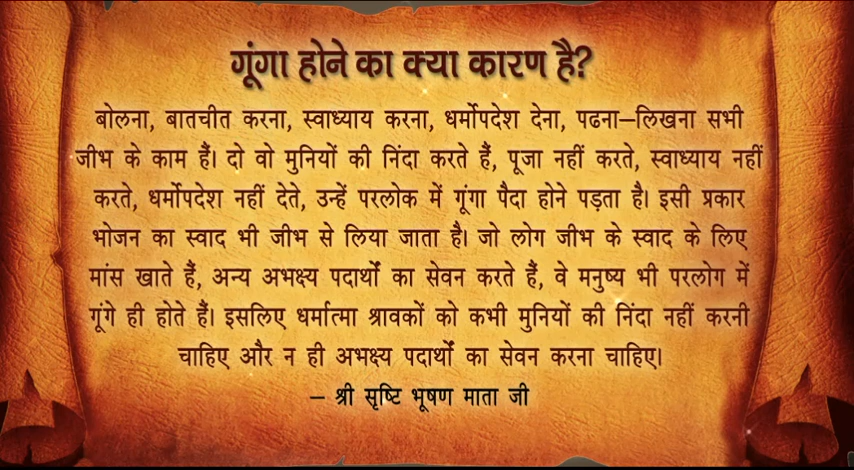 गूंगा होने का क्या कारण है?
बोलना, बातचीत करना, स्वाध्याय करना, धर्मोपदेश देना, पढना–लिखना सभी
जीभ के काम हैं। दो वो मुनियों की निंदा करते हैं, पूजा नहीं करते, स्वाध्याय नहीं
करते, धर्मोपदेश नहीं देते, उन्हें परलोक में गूंगा पैदा होने पड़ता है। इसी प्रकार
भोजन का स्वाद भी जीभ से लिया जाता है। जो लोग जीभ के स्वाद के लिए
मांस खाते हैं, अन्य अभक्ष्य पदार्थों का सेवन करते हैं, वे मनुष्य भी परलोग में
गूंगे ही होते हैं। इसलिए धर्मात्मा श्रावकों को कभी मुनियों की निंदा नहीं करनी
चाहिए और न ही अभक्ष्य पदार्थों का सेवन करना चाहिए।
– श्री सृष्टि भूषण माता जी